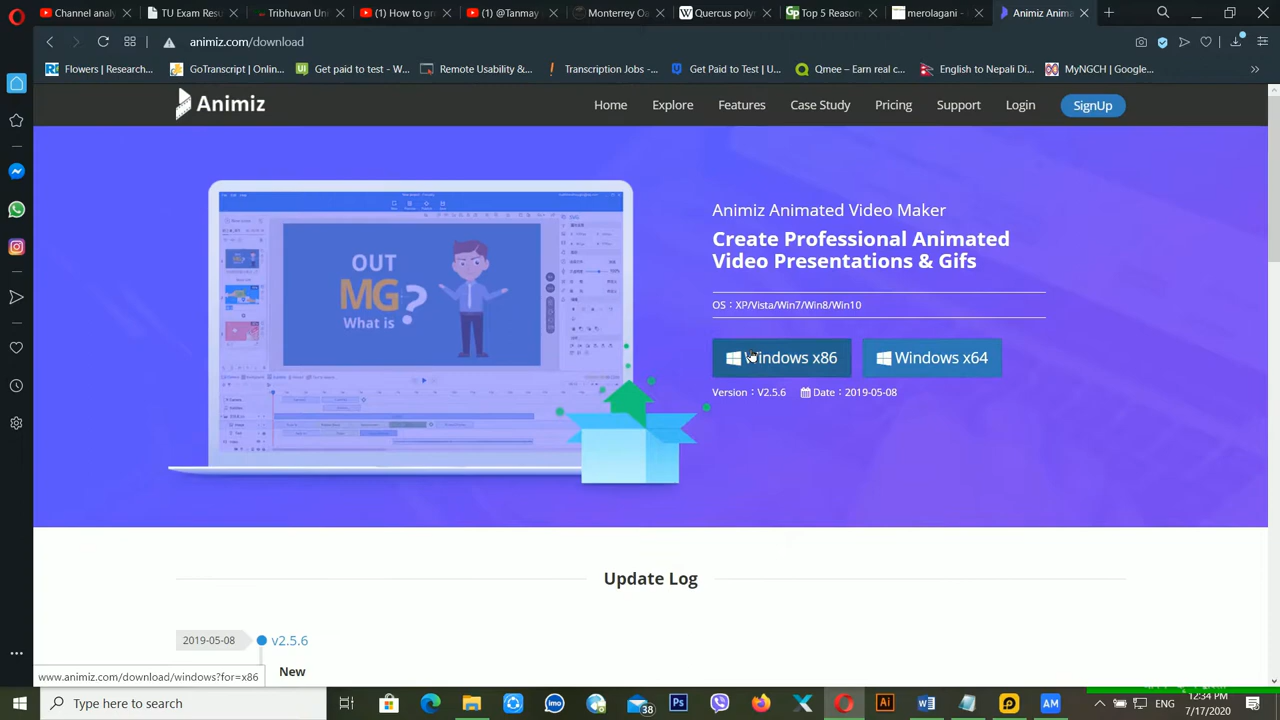 Channel analy
TU Exam Resu
Tribhuvan Uni
(1) How to gr
(1) @Tanmay
Monterrey Oa
Quercus polyr
Top 5 Reason
merolagani -
Animiz Anima
animiz.com/download
Flowers | Research...
GoTranscript | Onlin...
Get paid to test - W...
Remote Usability &...
Transcription Jobs -...
Get Paid to Test | U...
Qmee – Earn real c...
English to Nepali Di...
MyNGCH | Google...
Animiz
Home
Explore
Features
Case Study
Pricing
Support
Login
SignUp
OUT
MG?
What is
Animiz Animated Video Maker
Create Professional Animated
Video Presentations & Gifs
OS：XP/Vista/Win7/Win8/Win10
Windows x86
Windows x64
Version：V2.5.6
Date：2019-05-08
Update Log
2019-05-08
v2.5.6
New
www.animiz.com/download/windows?for=x86
Type here to search
38
ENG
12:34 PM
7/17/2020